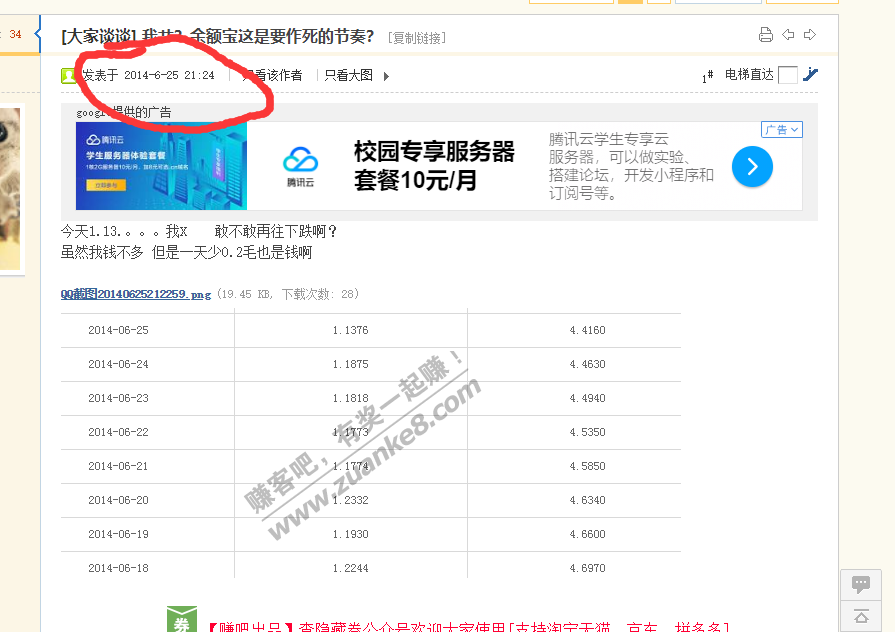 34
[大家谈谈] 我 余额宝这是要作死的节奏? [复制链接]
发表于 2014-6-25 21:24 只看该作者 只看大图
1# 电梯直达
google提供的广告
腾讯云
学生服务器体验套餐
立即参与
腾讯云
校园专享服务器
套餐10元/月
腾讯云学生专享云
服务器，可以做实验、
搭建论坛，开发小程序和
订阅号等。
广告
今天1.13.。。。我X 敢不敢再往下跌啊?
虽然我钱不多 但是一天少0.2毛也是钱啊
QQ截图20140625212259.png (19.45 KB, 下载次数: 28)
2014-06-25 1.1376 4.4160
2014-06-24 1.1875 4.4630
2014-06-23 1.1818 4.4940
2014-06-22 1.1773 4.5350
2014-06-21 1.1774 4.5850
2014-06-20 1.2332 4.6340
2014-06-19 1.1930 4.6600
2014-06-18 1.2244 4.6970
赚客吧，有奖一起赚！
www.zuanke8.com
券
【赚吧出品】查隐藏券公众号欢迎大家使用[支持淘宝天猫、京东、拼多多]